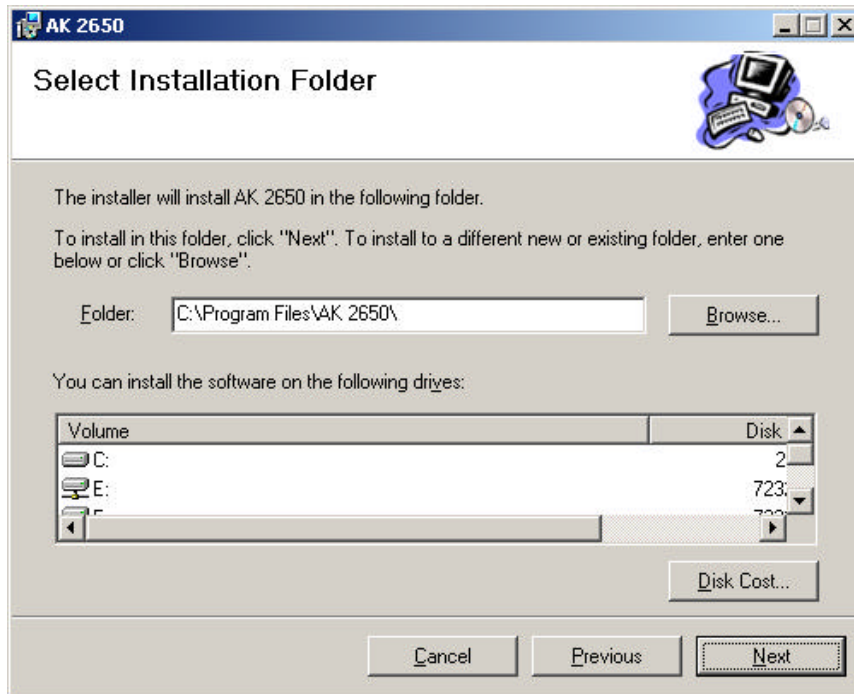 AK 2650
Select Installation Folder
The installer will install AK 2650 in the following folder.
To install in this folder, click "Next". To install to a different new or existing folder, enter one
below or click "Browse".
Folder: C:\Program Files\AK 2650\ Browse...
You can install the software on the following drives:
Volume Disk
C: 2
E: 723
Disk Cost...
Cancel Previous Next